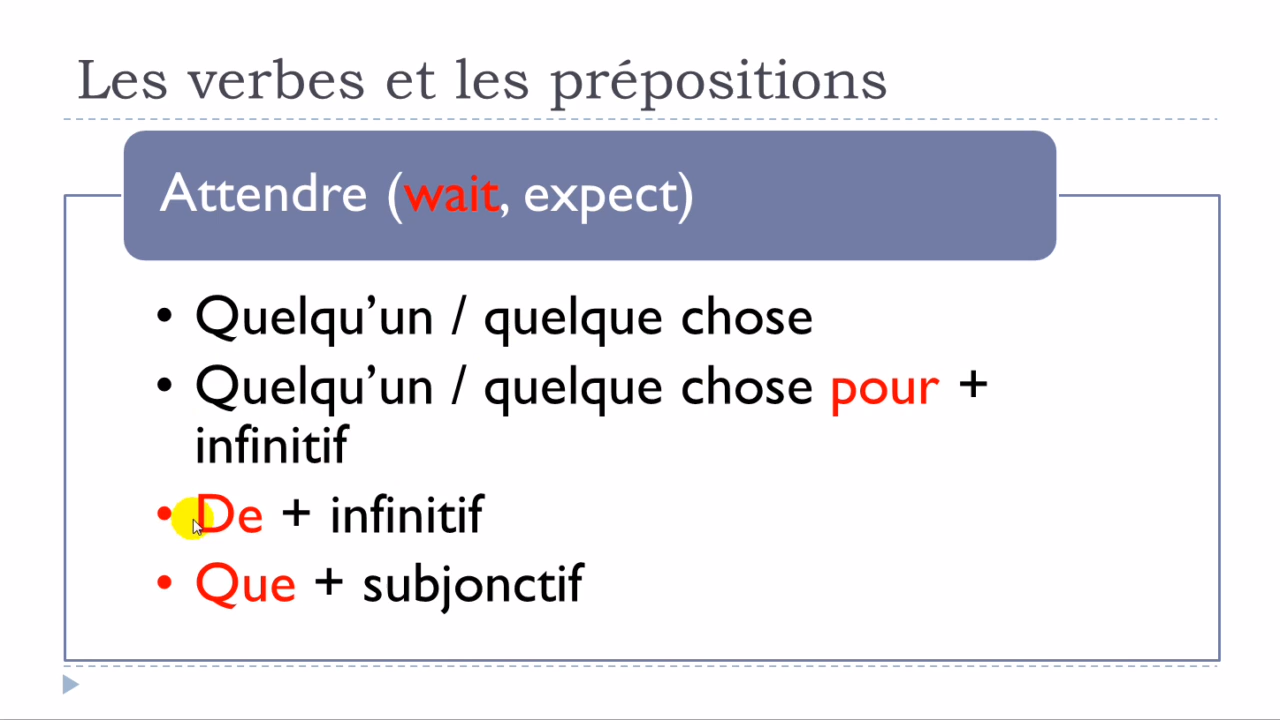 Les verbes et les prépositions
Attendre (wait, expect)
• Quelqu’un / quelque chose
• Quelqu’un / quelque chose pour +
infinitif
• De + infinitif
• Que + subjonctif